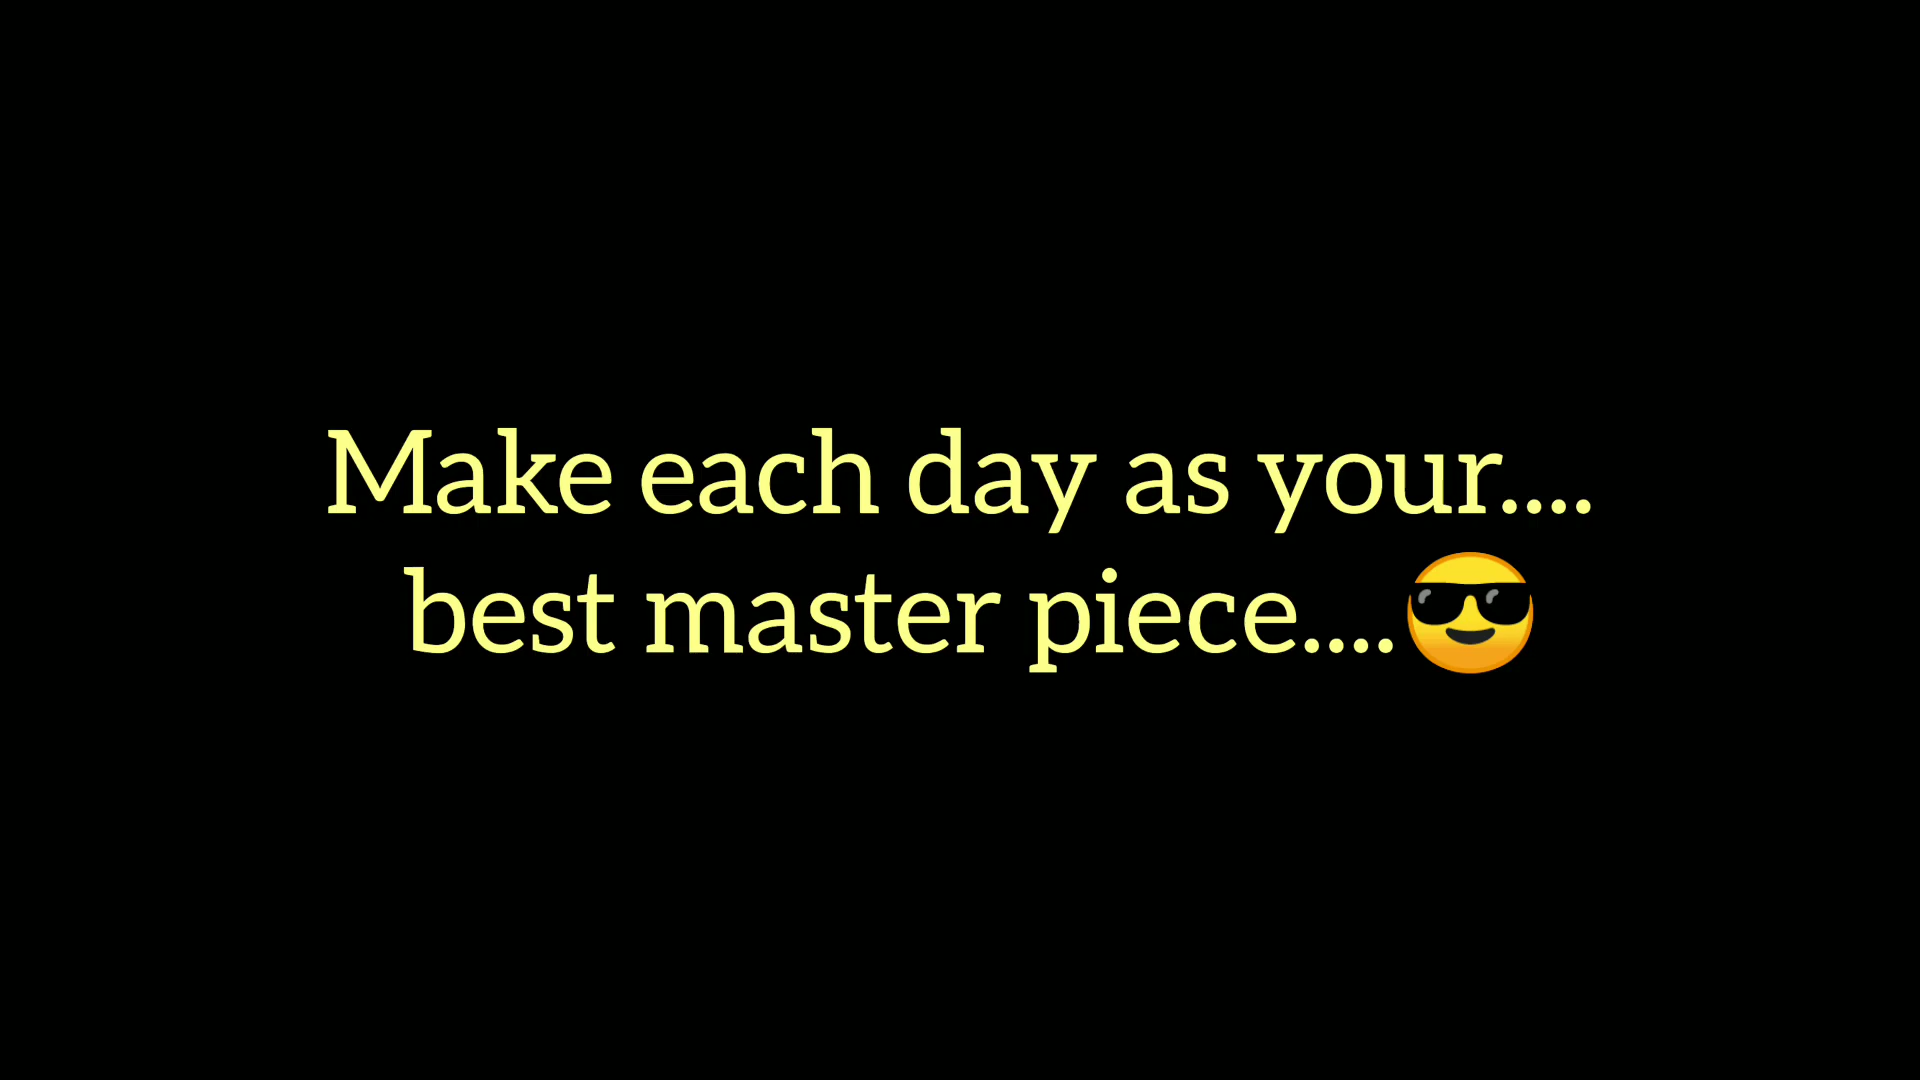 Make each day as your....
best master piece....😎